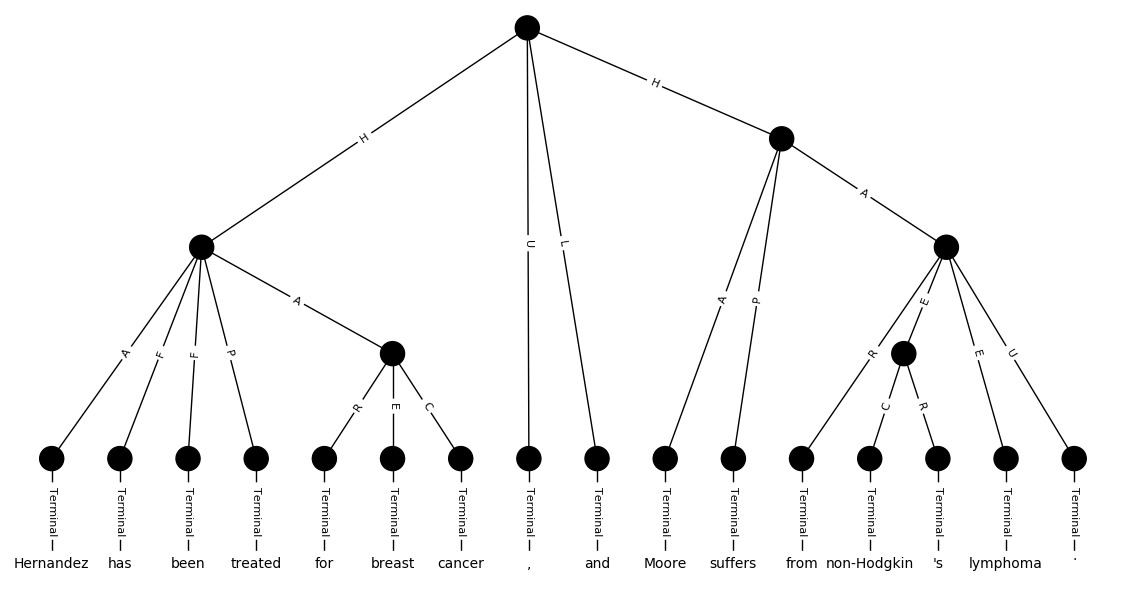 H
H
A
U
L
A
A
P
E
A
F
F
P
R
E
U
R
E
C
C
R
Terminal Terminal Terminal Terminal Terminal Terminal Terminal Terminal Terminal Terminal Terminal Terminal Terminal Terminal Terminal Terminal
Hernandez has been treated for breast cancer , and Moore suffers from non-Hodgkin 's lymphoma .